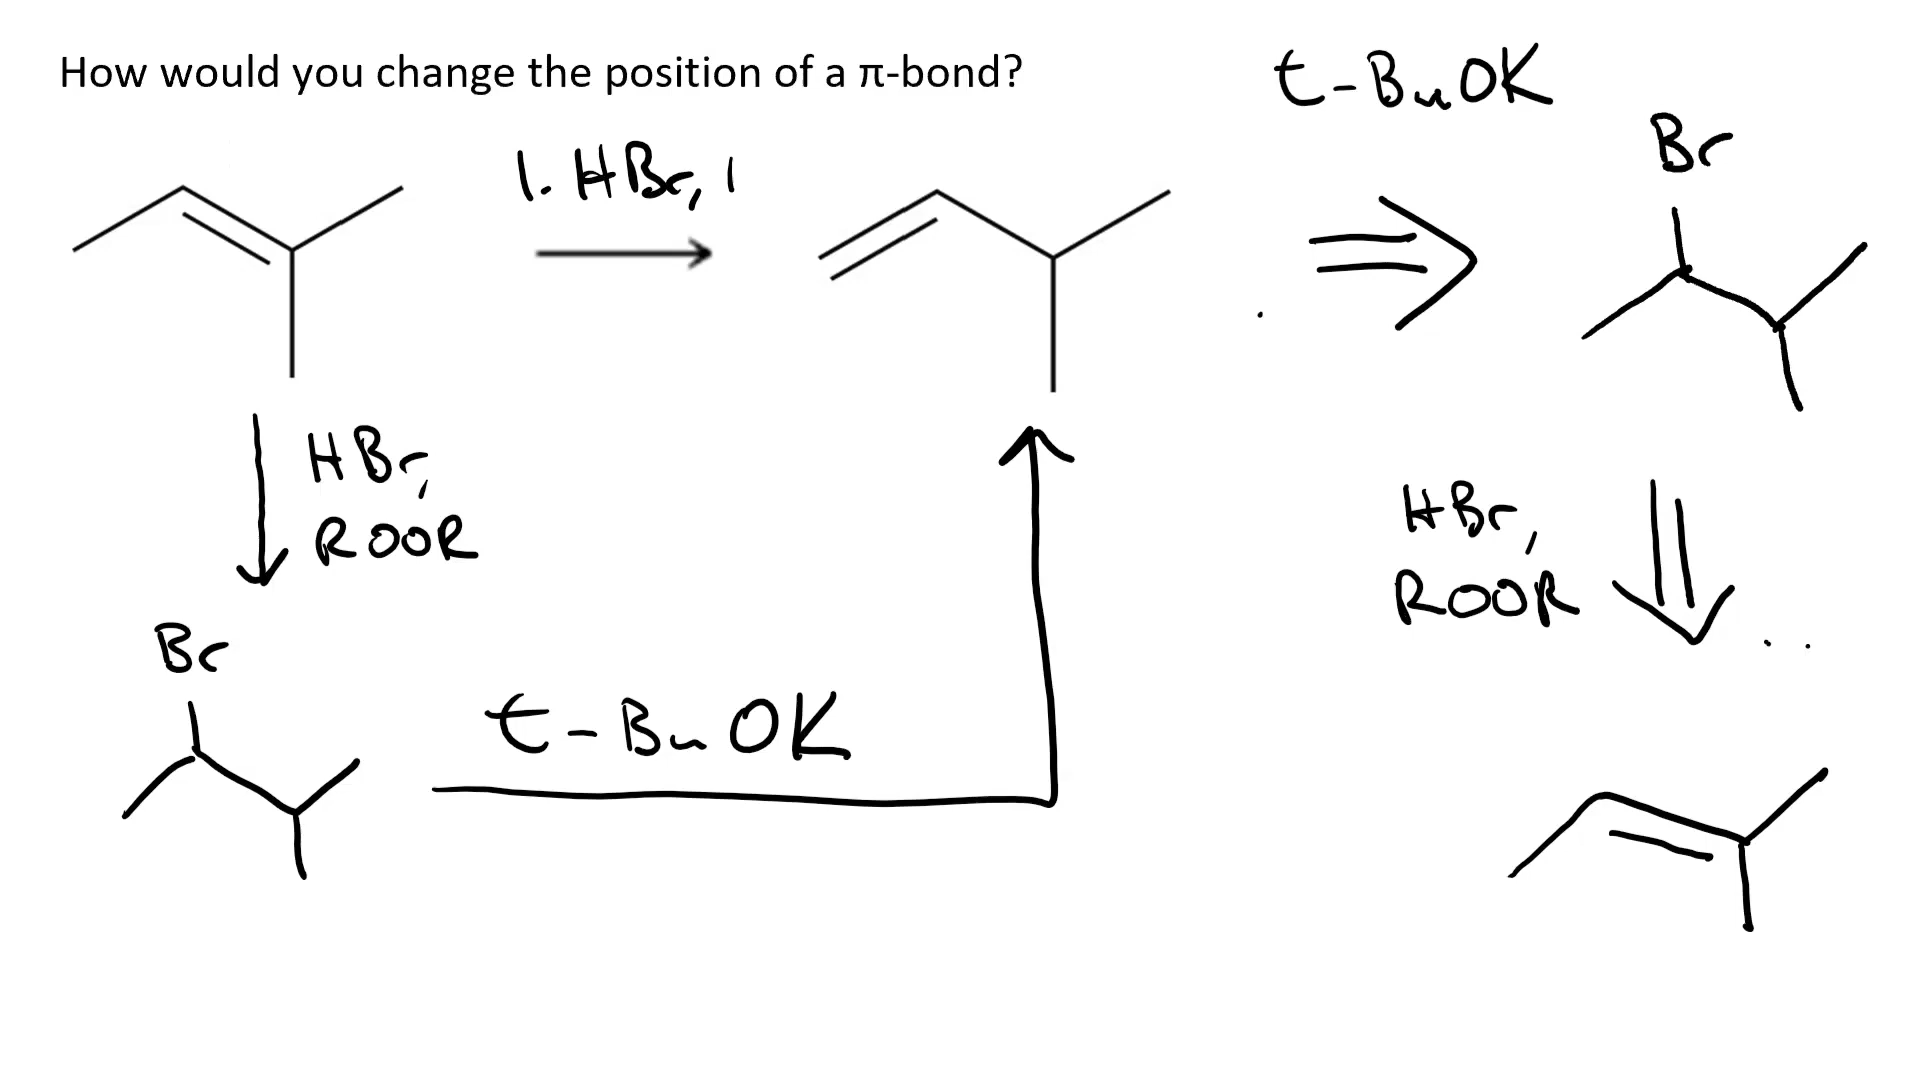 How would you change the position of a π-bond?
t-BuOK
Br
1. HBr, 
HBr,
ROOR
HBr,
ROOR
Br
t-BuOK